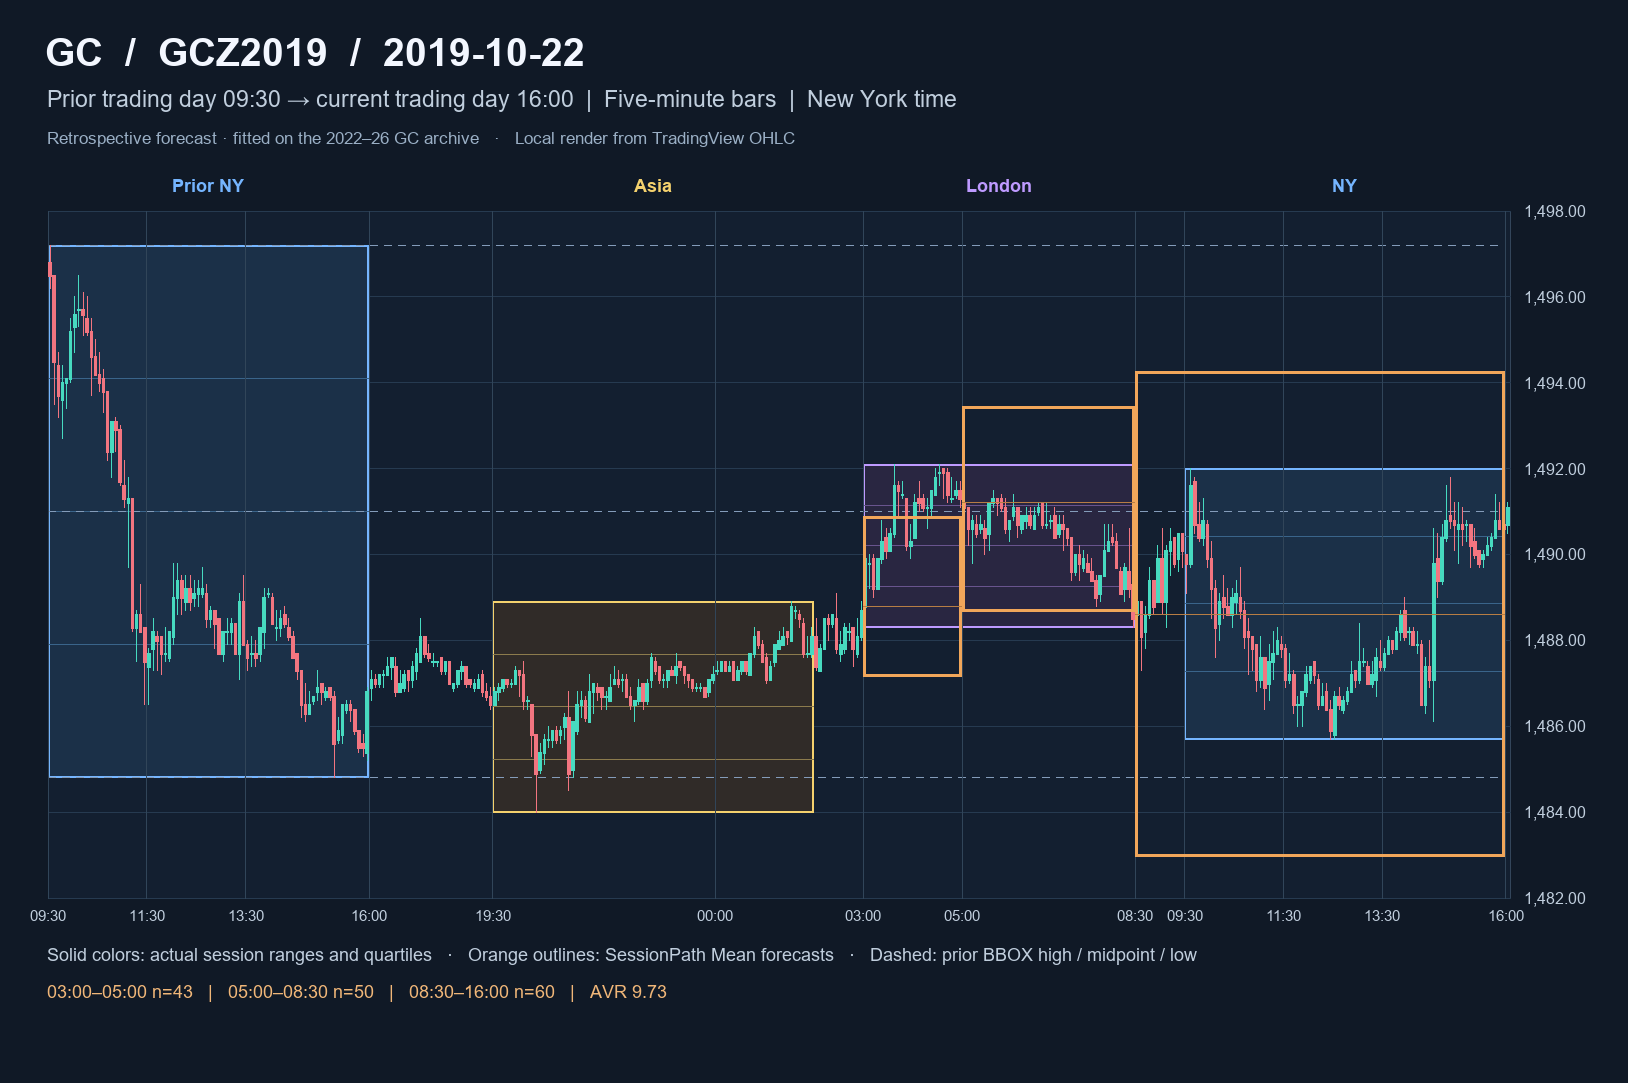 GC / GCZ2019 / 2019-10-22
Prior trading day 09:30 → current trading day 16:00 | Five-minute bars | New York time
Retrospective forecast · fitted on the 2022–26 GC archive · Local render from TradingView OHLC
Prior NY Asia London NY
1,498.00
1,496.00
1,494.00
1,492.00
1,490.00
1,488.00
1,486.00
1,484.00
1,482.00
09:30 11:30 13:30 16:00 19:30 00:00 03:00 05:00 08:30 09:30 11:30 13:30 16:00
Solid colors: actual session ranges and quartiles · Orange outlines: SessionPath Mean forecasts · Dashed: prior BBOX high / midpoint / low
03:00–05:00 n=43 | 05:00–08:30 n=50 | 08:30–16:00 n=60 | AVR 9.73